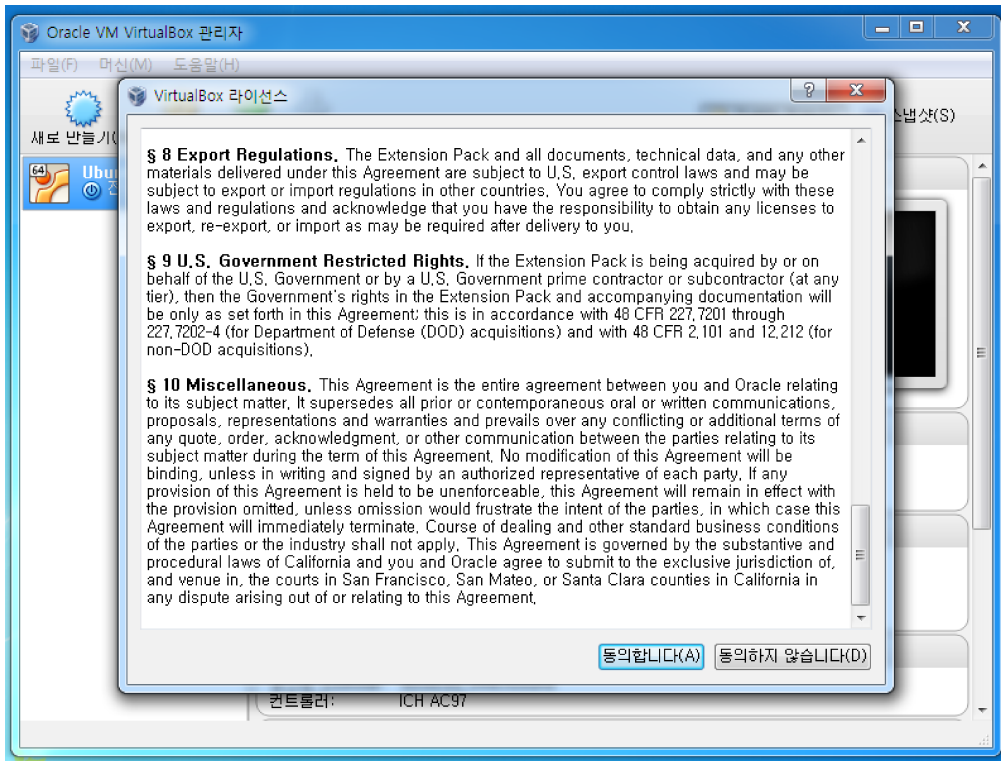 Oracle VM VirtualBox 관리자
파일(F) 머신(M) 도움말(H)
VirtualBox 라이선스
새로 만들기(
스냅샷(S)
64
§ 8 Export Regulations. The Extension Pack and all documents, technical data, and any other
materials delivered under this Agreement are subject to U.S. export control laws and may be
subject to export or import regulations in other countries. You agree to comply strictly with these
laws and regulations and acknowledge that you have the responsibility to obtain any licenses to
export, re-export, or import as may be required after delivery to you.
§ 9 U.S. Government Restricted Rights. If the Extension Pack is being acquired by or on
behalf of the U.S. Government or by a U.S. Government prime contractor or subcontractor (at any
tier), then the Government's rights in the Extension Pack and accompanying documentation will
be only as set forth in this Agreement; this is in accordance with 48 CFR 227.7201 through
227.7202-4 (for Department of Defense (DOD) acquisitions) and with 48 CFR 2.101 and 12.212 (for
non-DOD acquisitions).
§ 10 Miscellaneous. This Agreement is the entire agreement between you and Oracle relating
to its subject matter. It supersedes all prior or contemporaneous oral or written communications,
proposals, representations and warranties and prevails over any conflicting or additional terms of
any quote, order, acknowledgment, or other communication between the parties relating to its
subject matter during the term of this Agreement. No modification of this Agreement will be
binding, unless in writing and signed by an authorized representative of each party. If any
provision of this Agreement is held to be unenforceable, this Agreement will remain in effect with
the provision omitted, unless omission would frustrate the intent of the parties, in which case this
Agreement will immediately terminate. Course of dealing and other standard business conditions
of the parties or the industry shall not apply. This Agreement is governed by the substantive and
procedural laws of California and you and Oracle agree to submit to the exclusive jurisdiction of,
and venue in, the courts in San Francisco, San Mateo, or Santa Clara counties in California in
any dispute arising out of or relating to this Agreement.
동의합니다(A) 동의하지 않습니다(D)
컨트롤러: ICH AC97